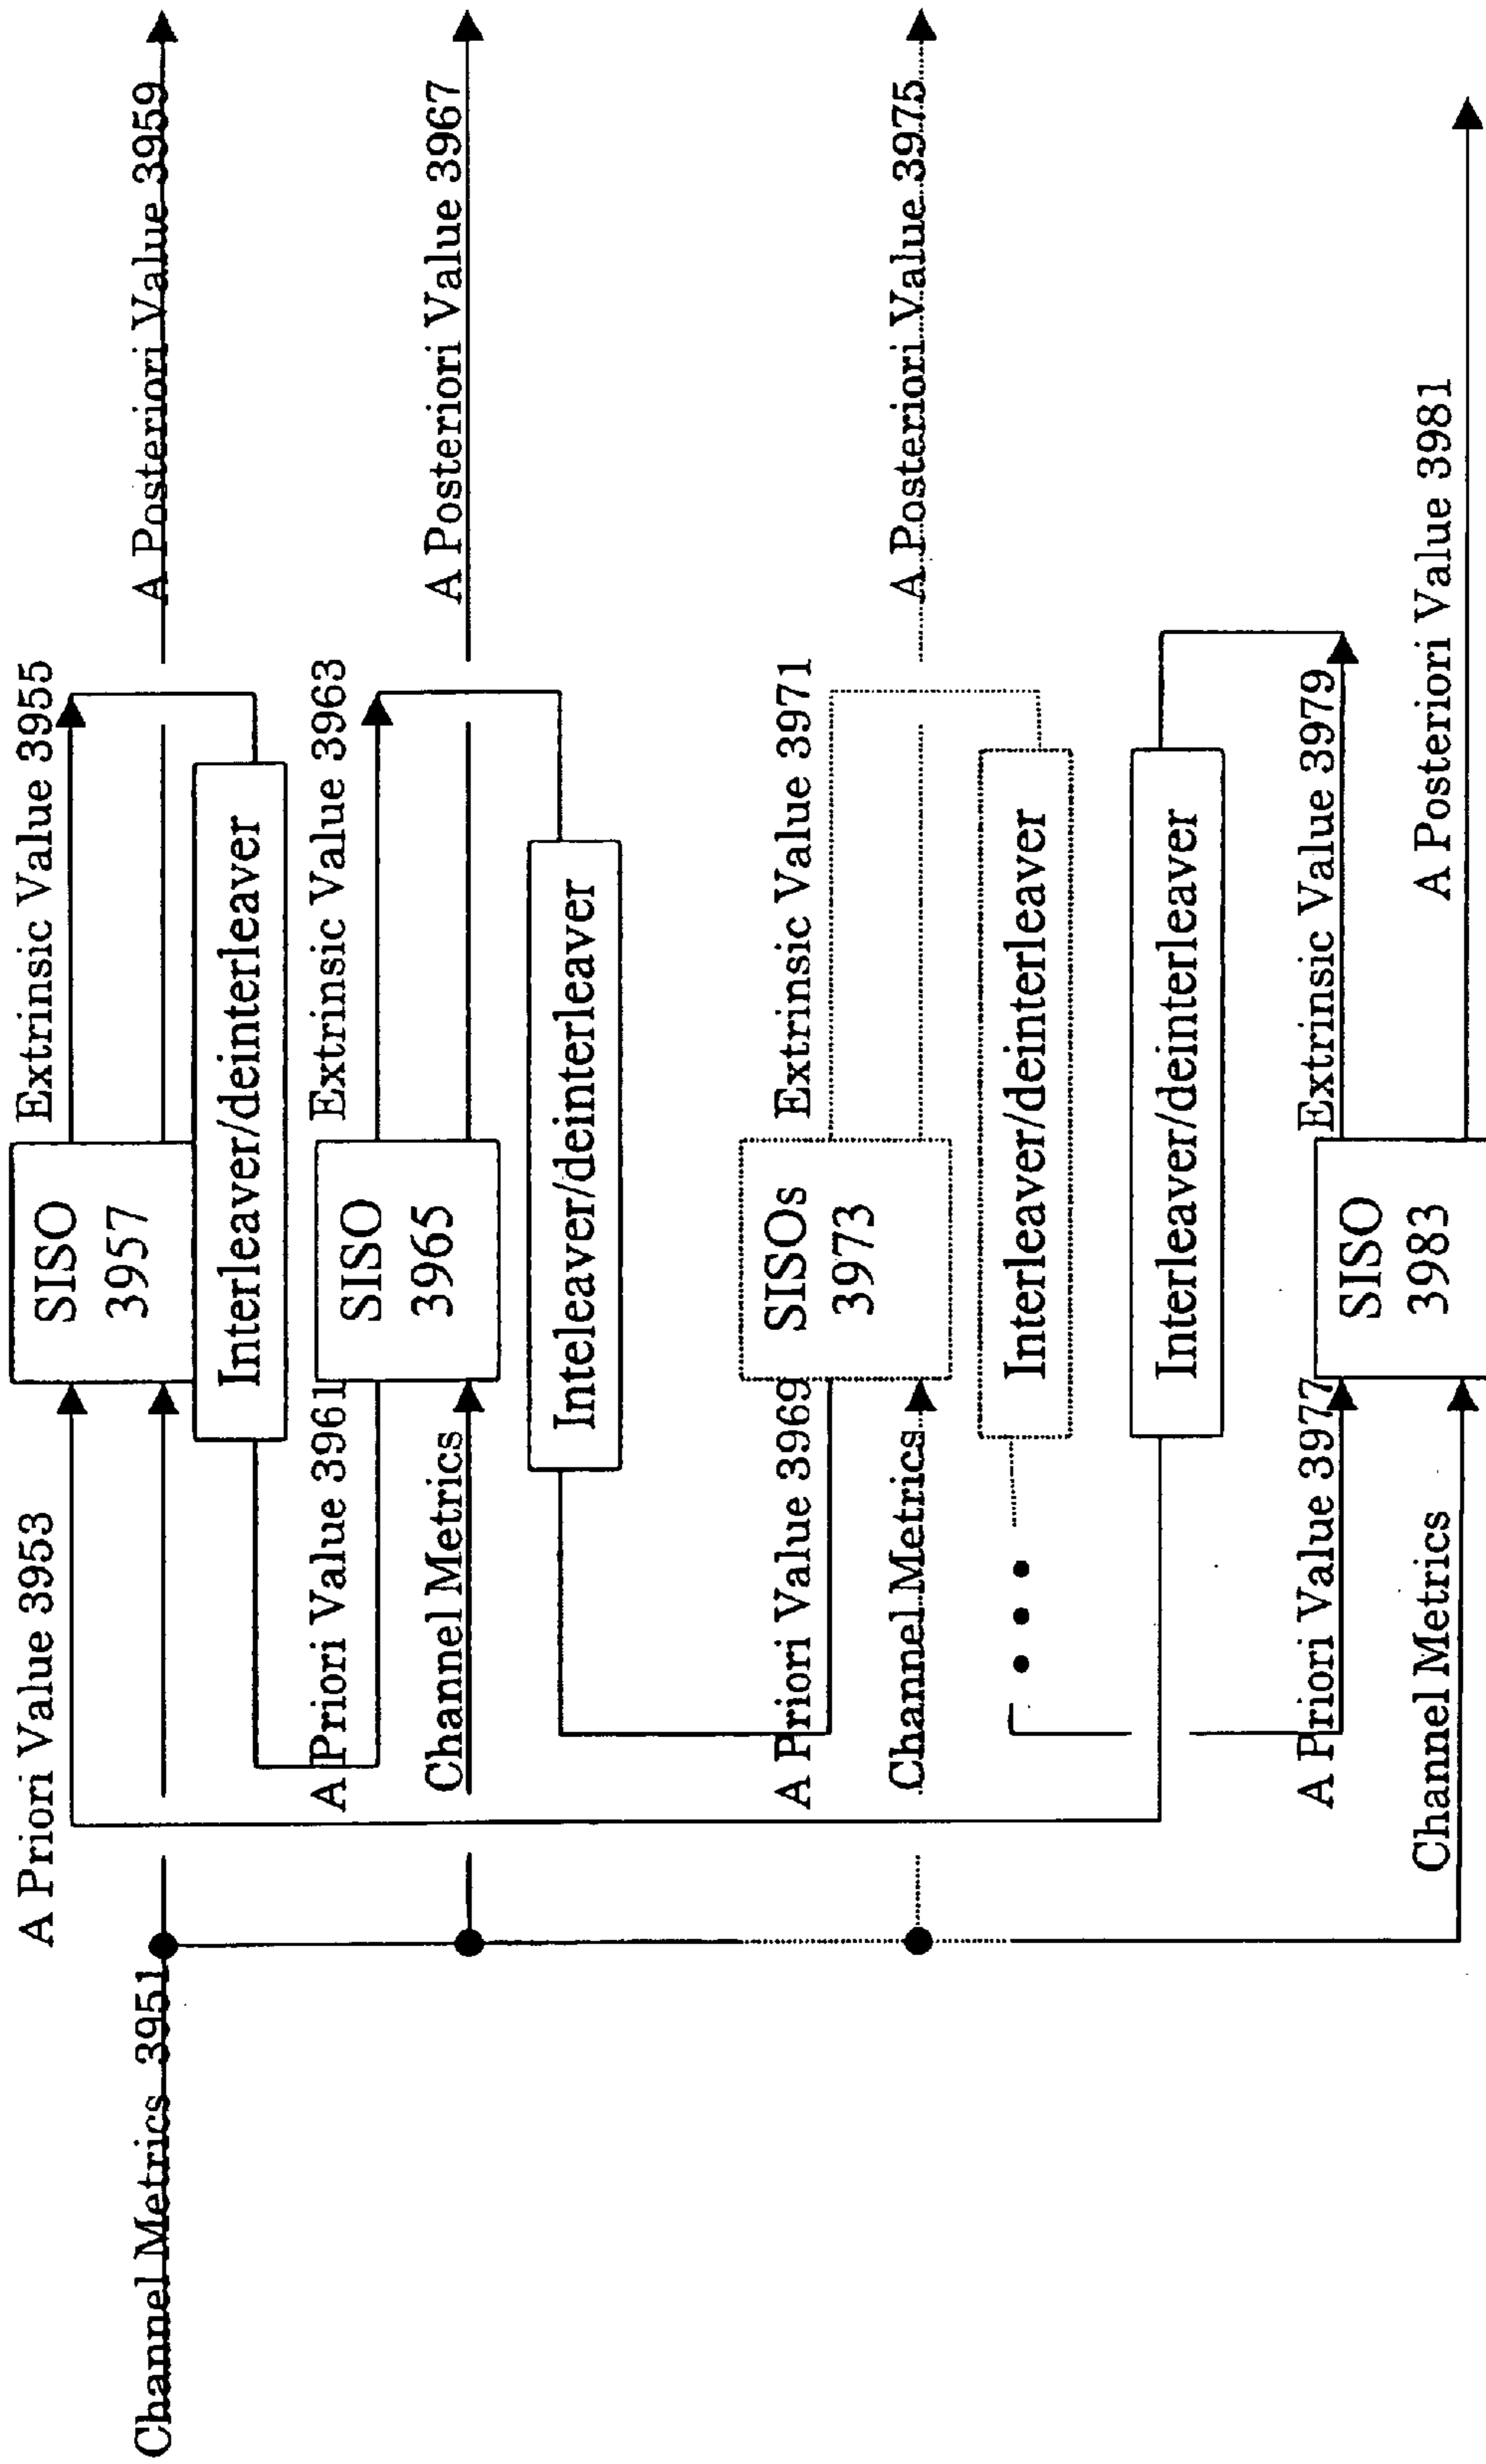 Channel Metrics 3951
A Priori Value 3953
SISO
3957
Extrinsic Value 3955
A Posteriori Value 3959
Interleaver/deinterleaver
A Priori Value 3961
Channel Metrics
SISO
3965
Extrinsic Value 3963
A Posteriori Value 3967
Inteleaver/deinterleaver
A Priori Value 3969
Channel Metrics
SISOs
3973
Extrinsic Value 3971
A Posteriori Value 3975
Interleaver/deinterleaver
Interleaver/deinterleaver
A Priori Value 3977
Channel Metrics
SISO
3983
Extrinsic Value 3979
A Posteriori Value 3981